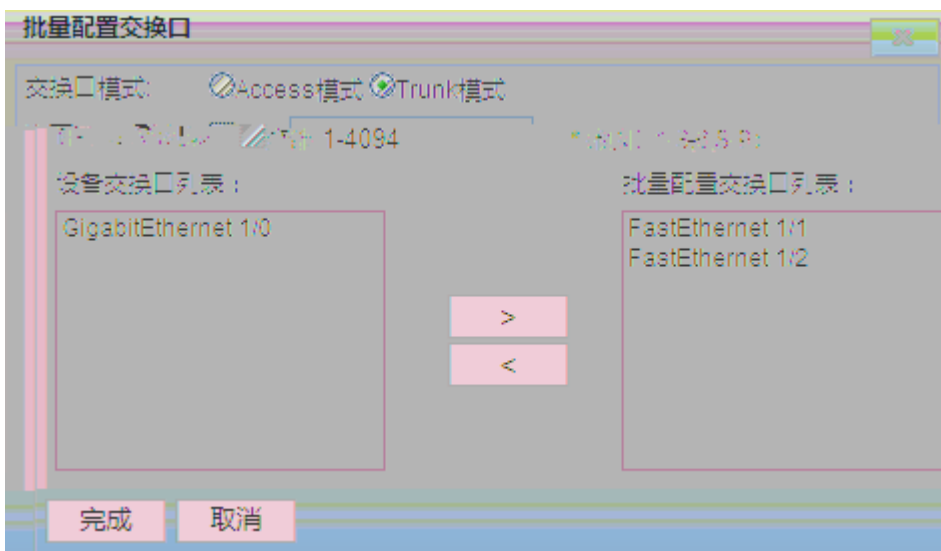 批量配置交换口
交换口模式: Access模式 Trunk模式
1-4094
设备交换口列表：
批量配置交换口列表：
GigabitEthernet 1/0
FastEthernet 1/1
FastEthernet 1/2
>
<
完成 取消